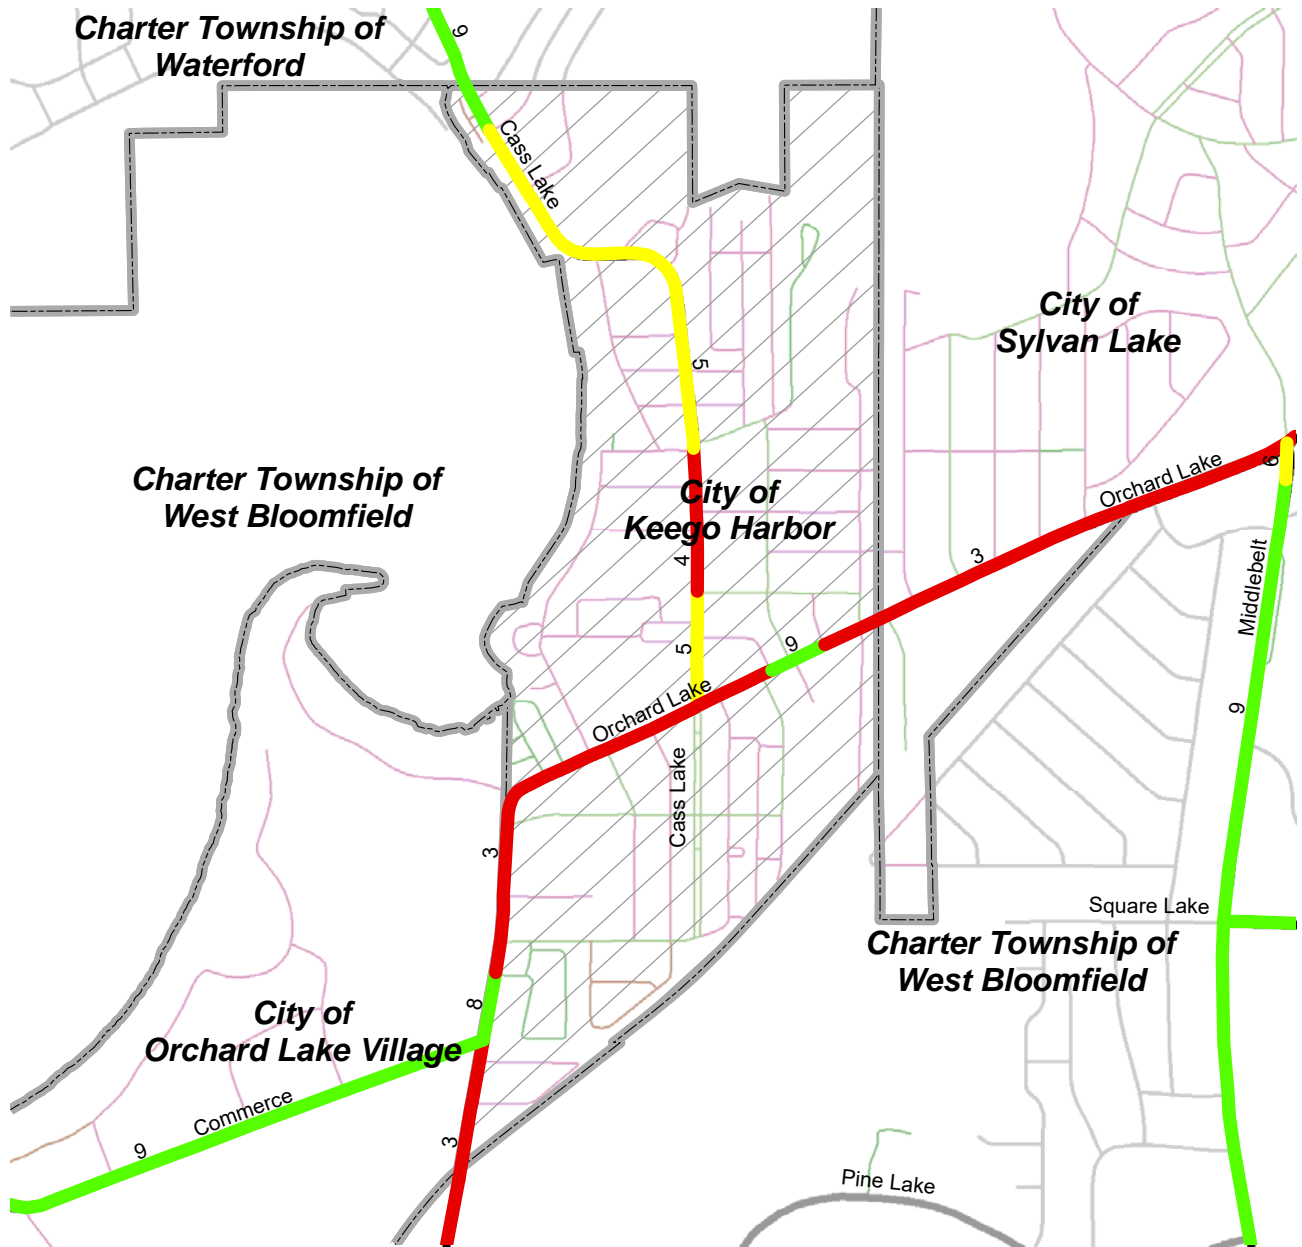 Charter Township of
Waterford
9
Cass Lake
City of
Sylvan Lake
5
Charter Township of
West Bloomfield
City of
Keego Harbor
Orchard Lake
6
4
3
Middlebelt
5
9
Orchard Lake
9
Cass Lake
3
Square Lake
Charter Township of
West Bloomfield
8
City of
Orchard Lake Village
Commerce
9
3
Pine Lake